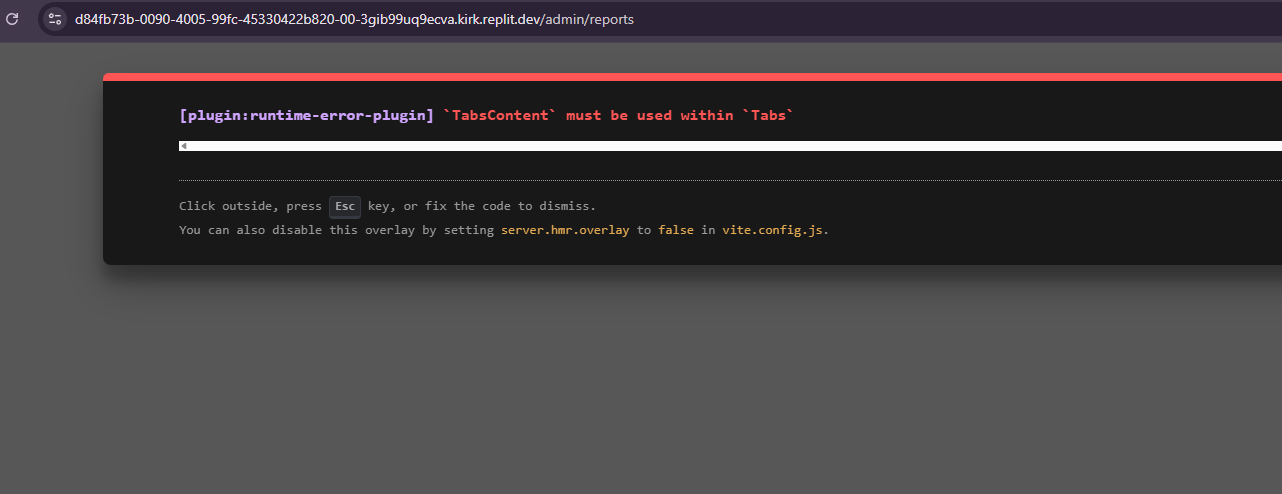 d84fb73b-0090-4005-99fc-45330422b820-00-3gib99uq9ecva.kirk.replit.dev/admin/reports
[plugin:runtime-error-plugin] `TabsContent` must be used within `Tabs`
Click outside, press Esc key, or fix the code to dismiss.
You can also disable this overlay by setting server.hmr.overlay to false in vite.config.js.